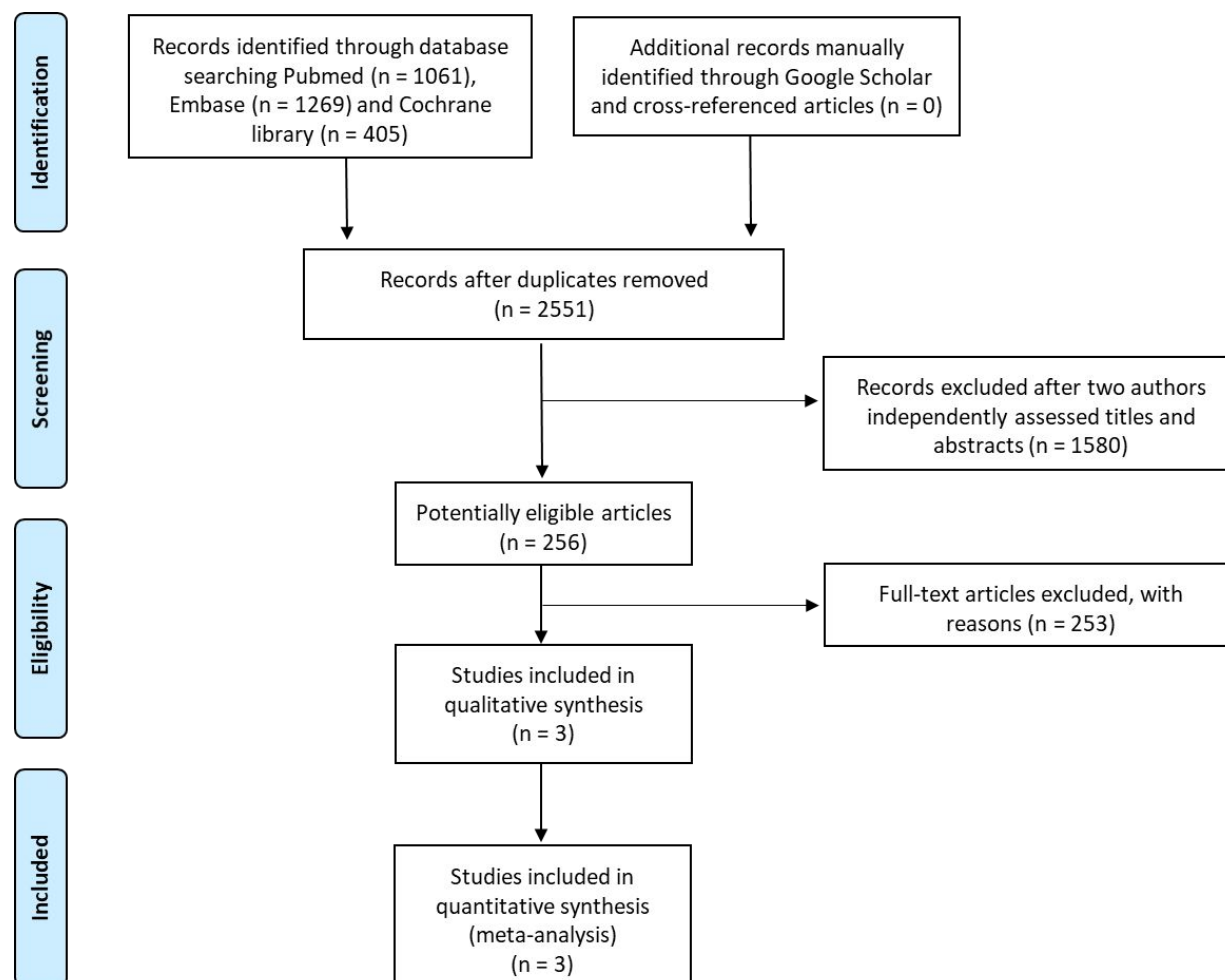 Identification
Records identified through database
searching Pubmed (n = 1061),
Embase (n = 1269) and Cochrane
library (n = 405)
Additional records manually
identified through Google Scholar
and cross-referenced articles (n = 0)
Screening
Records after duplicates removed
(n = 2551)
Records excluded after two authors
independently assessed titles and
abstracts (n = 1580)
Eligibility
Potentially eligible articles
(n = 256)
Full-text articles excluded, with
reasons (n = 253)
Studies included in
qualitative synthesis
(n = 3)
Included
Studies included in
quantitative synthesis
(meta-analysis)
(n = 3)